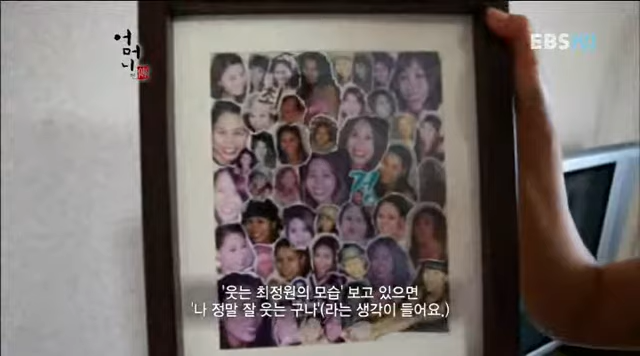 어머니
EBS
'웃는 최정원의 모습' 보고 있으면
'나 정말 잘 웃는 구나'(라는 생각이 들어요.)